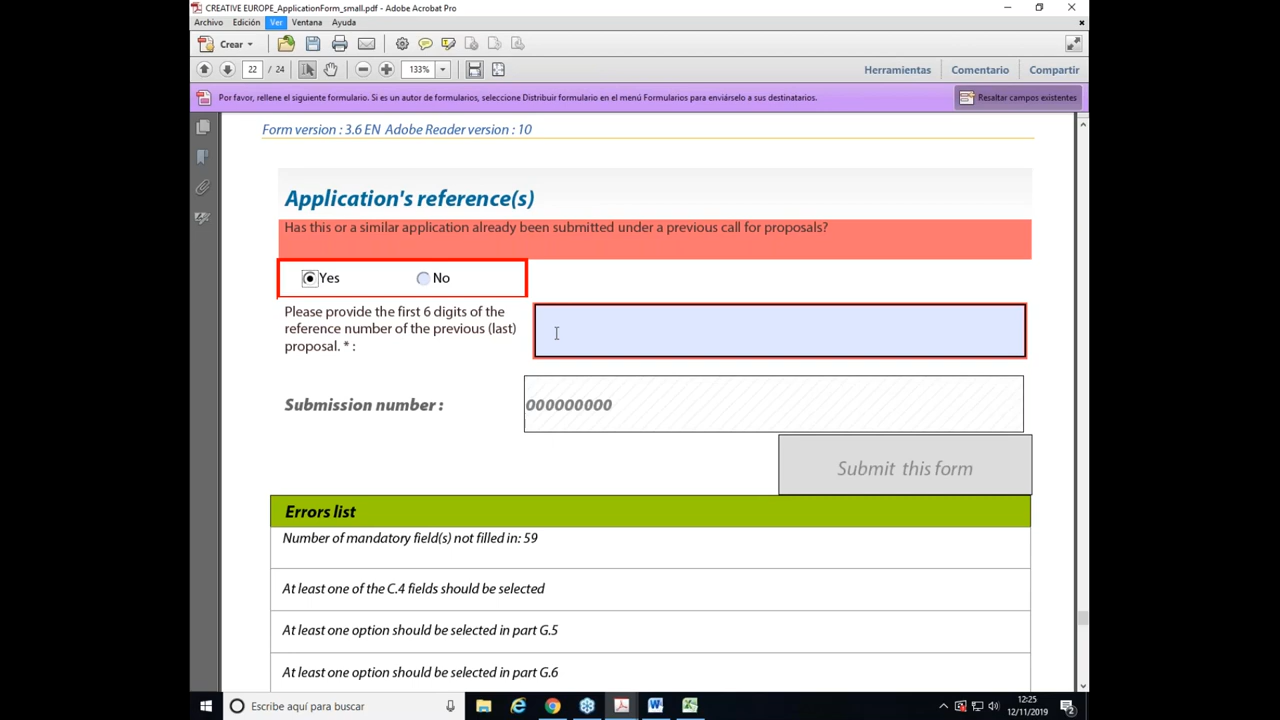 CREATIVE EUROPE_ApplicationForm_small.pdf - Adobe Acrobat Pro
Archivo Edición Ver Ventana Ayuda
Crear
22 / 24 133% Herramientas Comentario Compartir
Por favor, rellene el siguiente formulario. Si es un autor de formularios, seleccione Distribuir formulario en el menú Formularios para enviárselo a sus destinatarios. Resaltar campos existentes
Form version : 3.6 EN Adobe Reader version : 10
Application's reference(s)
Has this or a similar application already been submitted under a previous call for proposals?
Yes No
Please provide the first 6 digits of the
reference number of the previous (last)
proposal. * :
Submission number : 000000000
Submit this form
Errors list
Number of mandatory field(s) not filled in: 59
At least one of the C.4 fields should be selected
At least one option should be selected in part G.5
At least one option should be selected in part G.6
Escribe aquí para buscar
12:25
12/11/2019
2